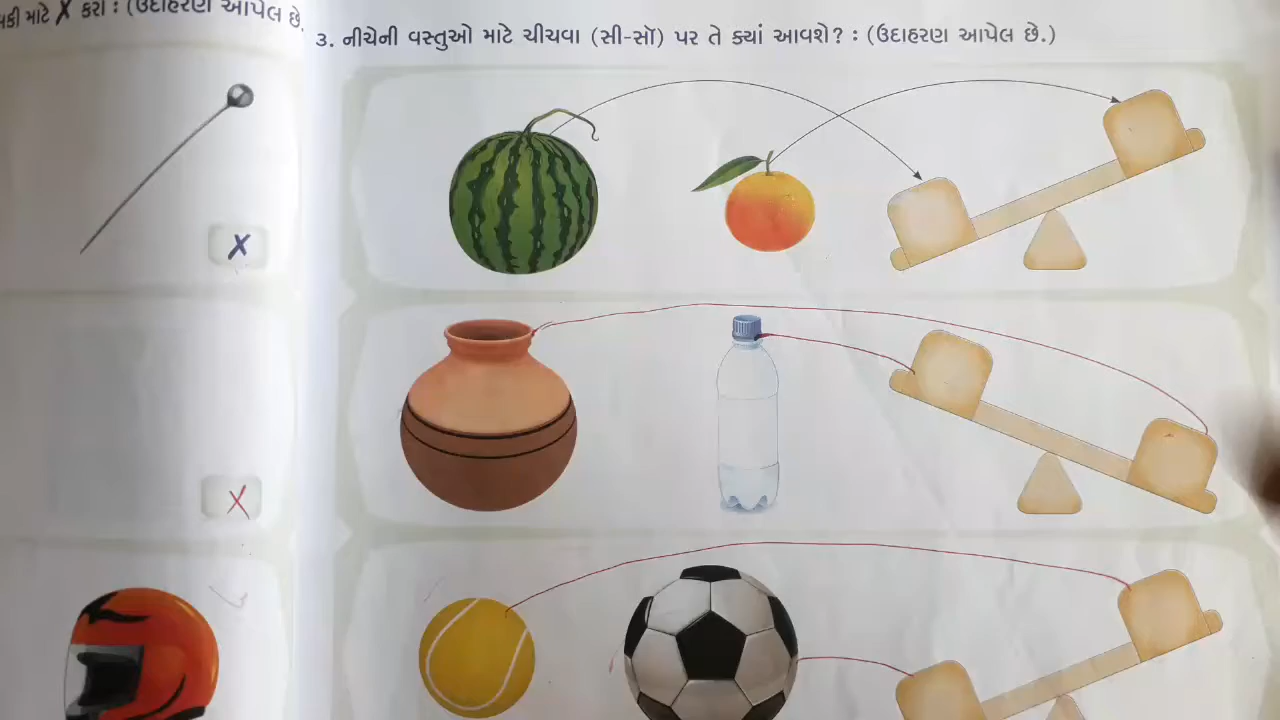 માટે ✗ કરો : (ઉદાહરણ આપેલ છે.
૩. નીચેની વસ્તુઓ માટે ચીચવા (સી-સૉ) પર તે ક્યાં આવશે? : (ઉદાહરણ આપેલ છે.)
✗
✗